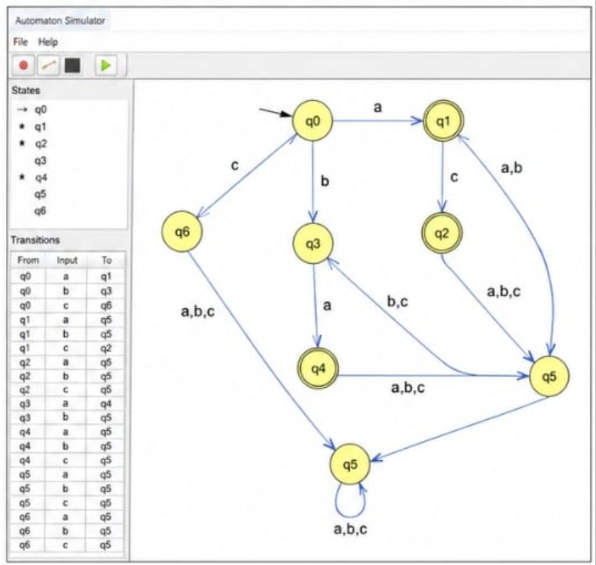 Automaton Simulator
File Help
States
→ q0
* q1
* q2
q3
* q4
q5
q6
Transitions
From Input To
q0 a q1
q0 b q3
q0 c q6
q1 a q5
q1 b q5
q1 c q2
q2 a q5
q2 b q5
q2 c q5
q3 a q4
q3 b q5
q4 a q5
q4 b q5
q4 c q5
q5 a q5
q5 b q5
q5 c q5
q6 a q5
q6 b q5
q6 c q5
q0
a
q1
c
b
c
a,b
q6
q3
q2
a,b,c
a
b,c
a,b,c
q4
a,b,c
q5
q5
a,b,c